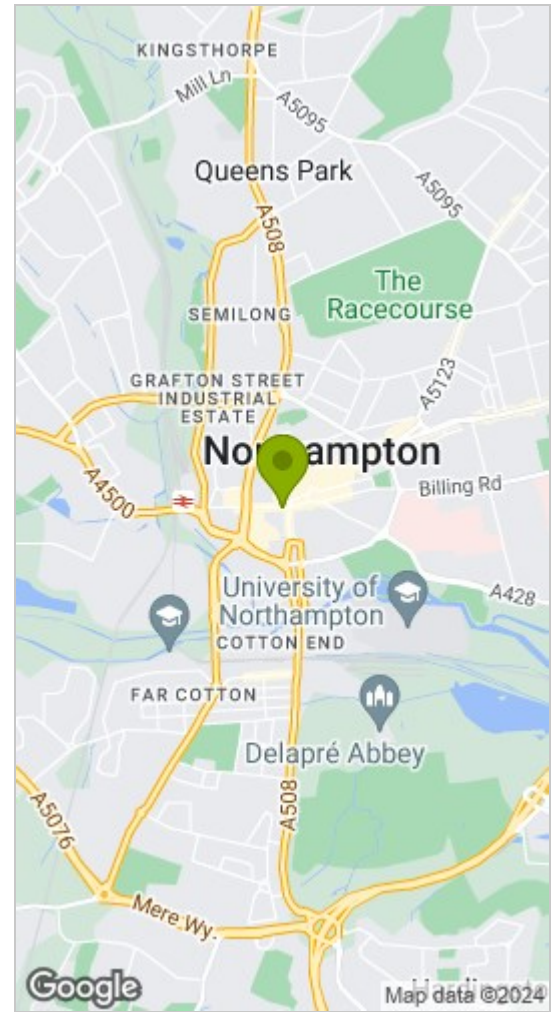 KINGSTHORPE
Mill Ln
A5095
Queens Park
A5095
A508
The
Racecourse
SEMILONG
A5123
GRAFTON STREET
INDUSTRIAL
ESTATE
A4500
Billing Rd
A428
University of
Northampton
COTTON END
FAR COTTON
Delapré Abbey
A508
A5076
Mere Wy.
Google
Map data ©2024